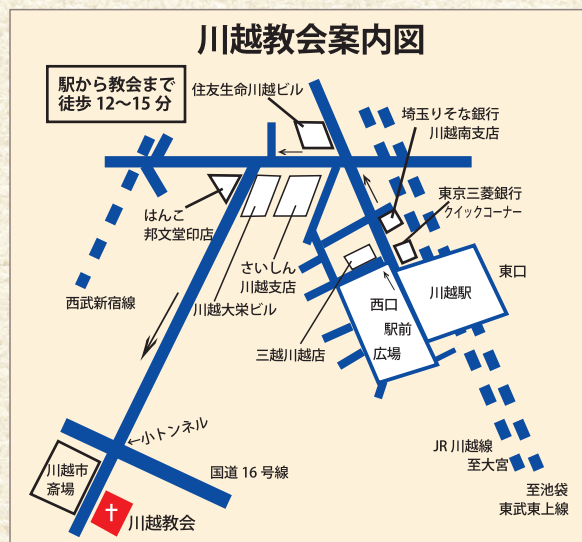 川越教会案内図
駅から教会まで
徒歩 12〜15 分
住友生命川越ビル
埼玉りそな銀行
川越南支店
東京三菱銀行
クイックコーナー
はんこ
邦文堂印店
さいしん
川越支店
川越大栄ビル
西武新宿線
三越川越店
西口
駅前
広場
川越駅
東口
←小トンネル
国道 16 号線
川越市
斎場
川越教会
JR 川越線
至大宮
至池袋
東武東上線